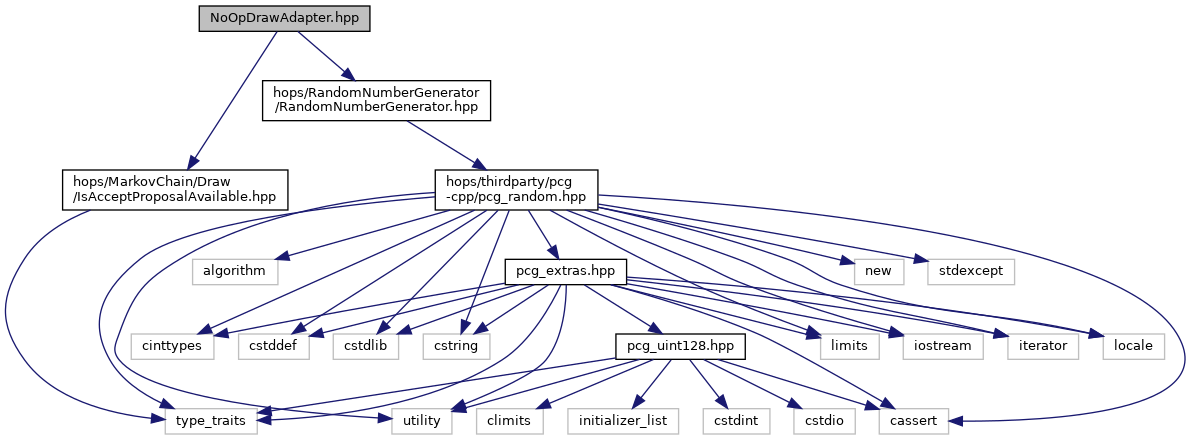 NoOpDrawAdapter.hpp
hops/RandomNumberGenerator
/RandomNumberGenerator.hpp
hops/MarkovChain/Draw
/IsAcceptProposalAvailable.hpp
hops/thirdparty/pcg
-cpp/pcg_random.hpp
algorithm
pcg_extras.hpp
new
stdexcept
cinttypes
cstddef
cstdlib
cstring
pcg_uint128.hpp
limits
iostream
iterator
locale
type_traits
utility
climits
initializer_list
cstdint
cstdio
cassert